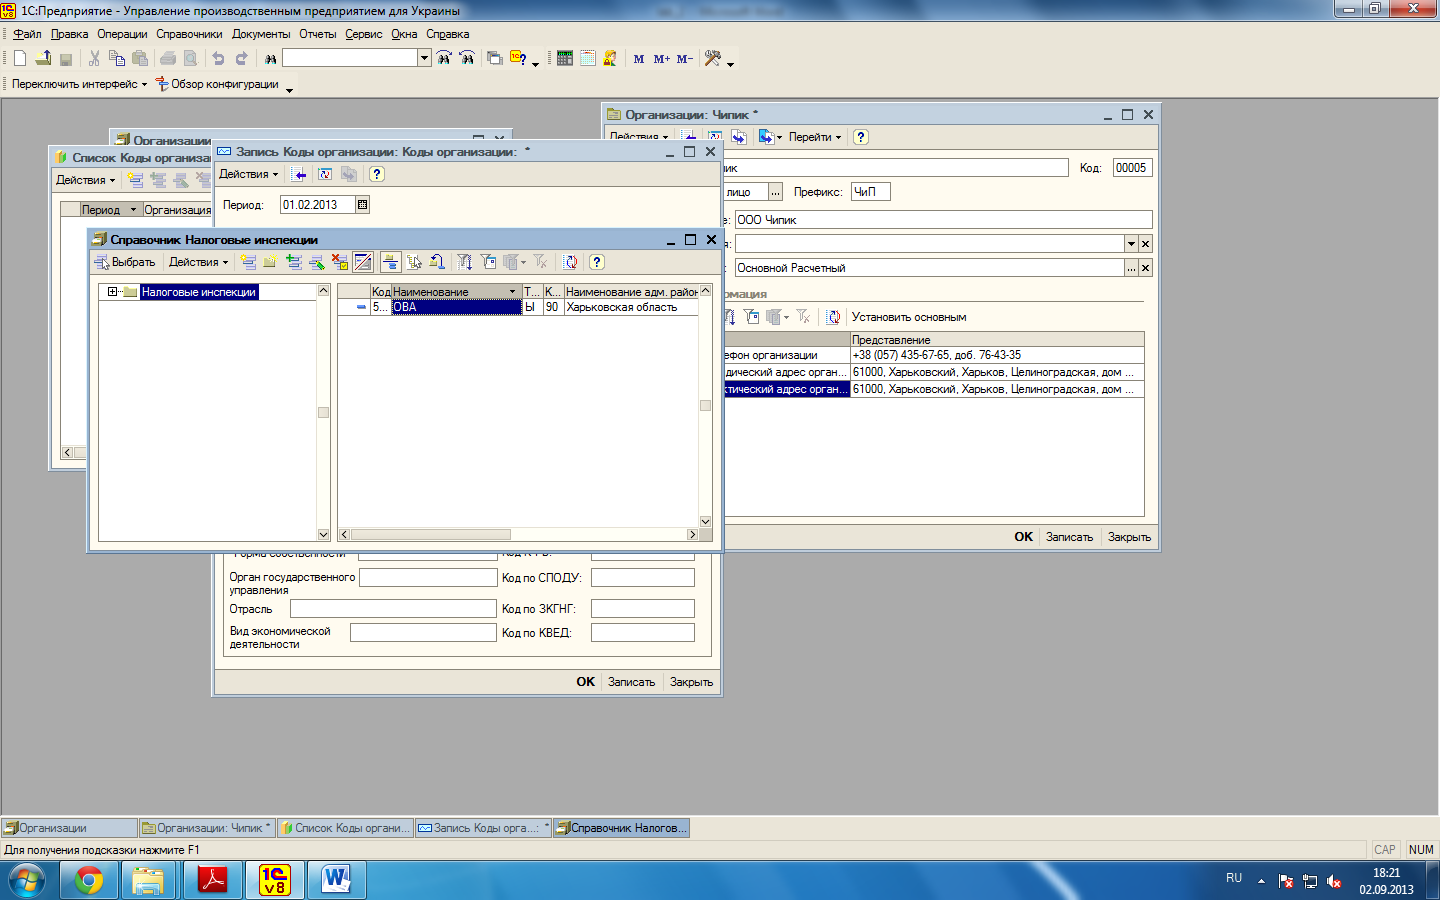 1С:Предприятие - Управление производственным предприятием для Украины
Файл Правка Операции Справочники Документы Отчеты Сервис Окна Справка
M M+ M-
Переключить интерфейс Обзор конфигурации
Организации: Чипик *
Действия Перейти
Код: 00005
лицо ... Префикс: ЧиП
ООО Чипик
Основной Расчетный ...
Установить основным
Представление
+38 (057) 435-67-65, доб. 76-43-35
61000, Харьковский, Харьков, Целиноградская, дом ...
61000, Харьковский, Харьков, Целиноградская, дом ...
OK Записать Закрыть
Организации
Список Коды
Действия
Период Организация
Запись Коды организации: Коды организации: *
Действия
Период: 01.02.2013
Справочник Налоговые инспекции
Выбрать Действия
Налоговые инспекции
Код Наименование Т... К... Наименование адм. район
5... ОВА Ы 90 Харьковская область
Орган государственного управления Код по СПОДУ:
Отрасль Код по ЗКГНГ:
Вид экономической деятельности Код по КВЕД:
OK Записать Закрыть
Организации Организации: Чипик * Список Коды органи... Запись Коды орга...: * Справочник Налогов...
Для получения подсказки нажмите F1
CAP NUM
RU
18:21
02.09.2013